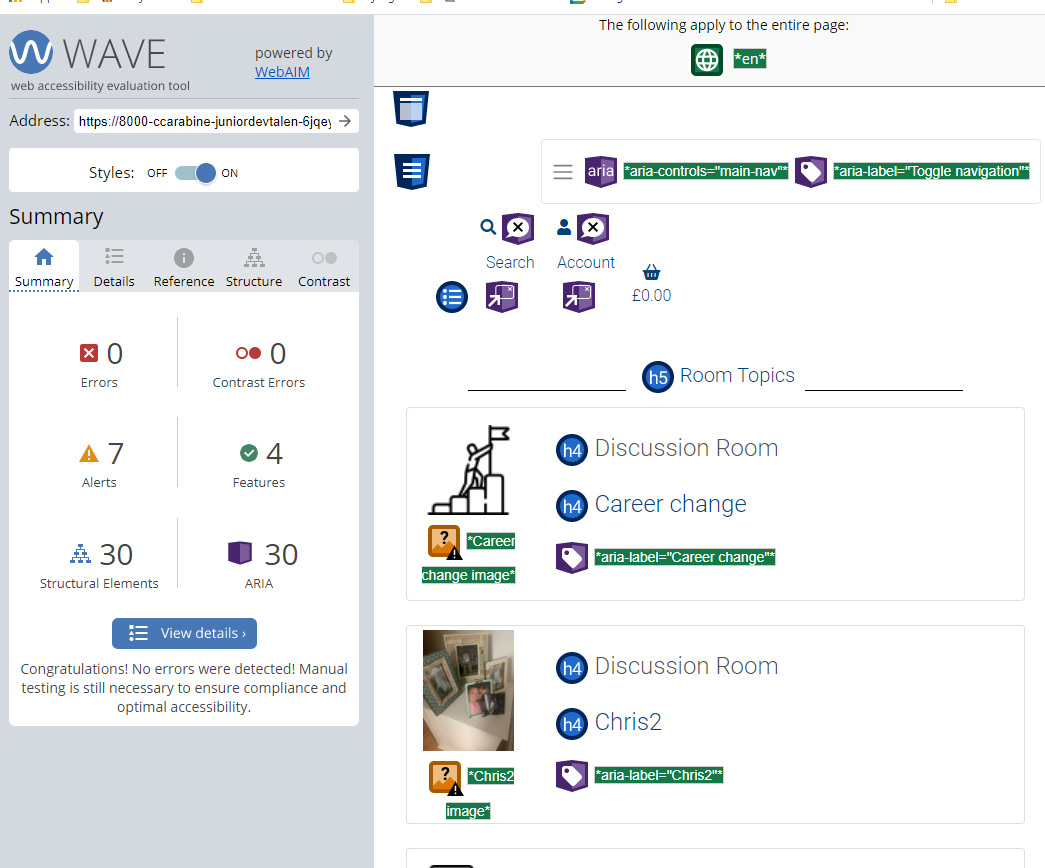 WAVE
powered by
WebAIM
web accessibility evaluation tool
Address: https://8000-ccarabine-juniordevtalen-6jqey
Styles: OFF ON
Summary
Summary Details Reference Structure Contrast
0 0
Errors Contrast Errors
7 4
Alerts Features
30 30
Structural Elements ARIA
View details ›
Congratulations! No errors were detected! Manual
testing is still necessary to ensure compliance and
optimal accessibility.
The following apply to the entire page:
*en*
aria *aria-controls="main-nav"* *aria-label="Toggle navigation"*
Search Account
£0.00
h5 Room Topics
h4 Discussion Room
h4 Career change
*Career
change image*
*aria-label="Career change"*
h4 Discussion Room
h4 Chris2
*Chris2
image*
*aria-label="Chris2"*